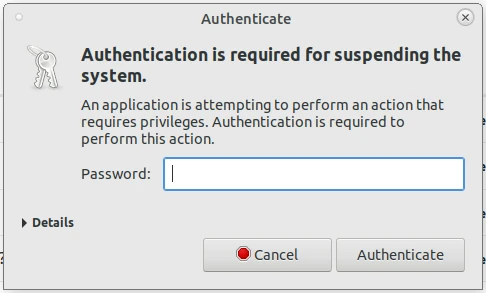 Authenticate
Authentication is required for suspending the
system.
An application is attempting to perform an action that
requires privileges. Authentication is required to
perform this action.
Password:
Details
Cancel
Authenticate